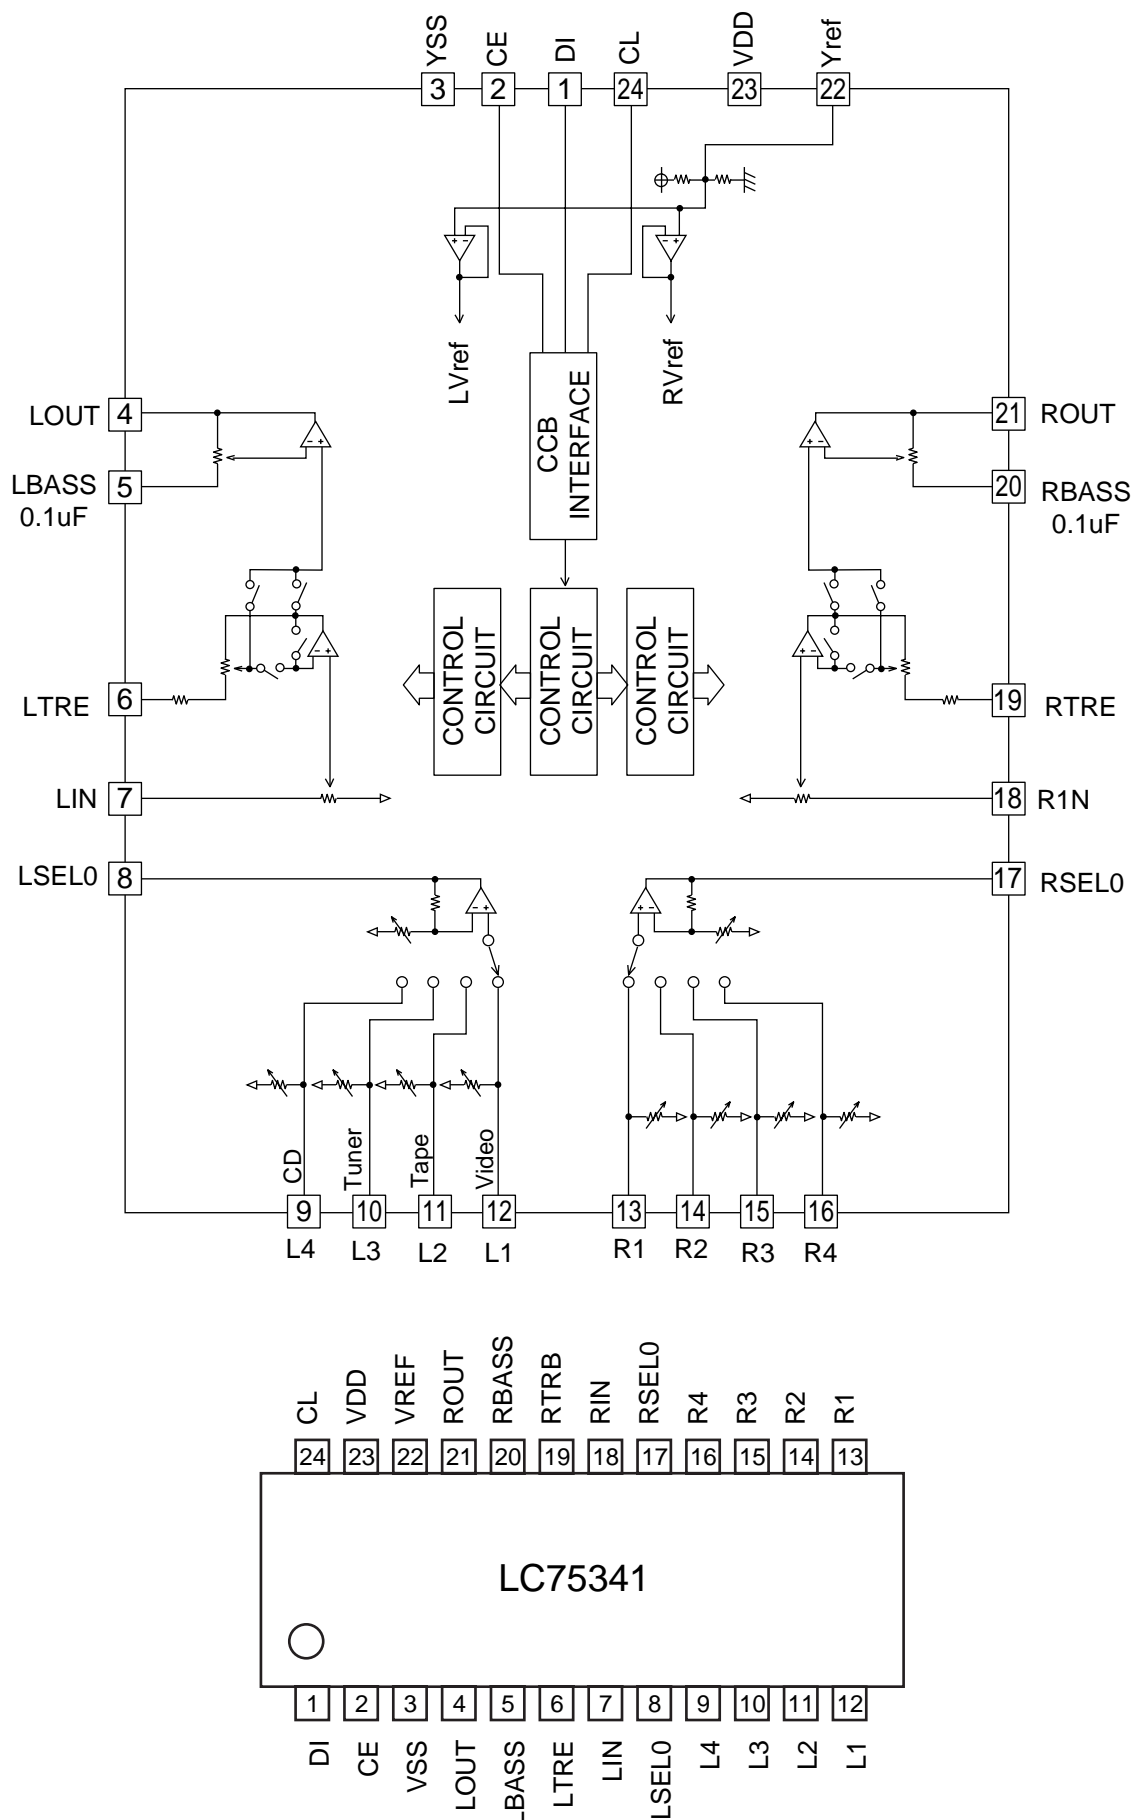 YSS
CE
DI
CL
VDD
Yref
3
2
1
24
23
22
+ -
+ -
LVref
RVref
CCB
INTERFACE
LOUT
4
- +
- +
21
ROUT
LBASS
5
0.1uF
20
RBASS
0.1uF
CONTROL
CIRCUIT
CONTROL
CIRCUIT
CONTROL
CIRCUIT
- +
+ -
LTRE
6
19
RTRE
LIN
7
18
R1N
LSEL0
8
17
RSEL0
- +
+ -
CD
Tuner
Tape
Video
9
10
11
12
13
14
15
16
L4
L3
L2
L1
R1
R2
R3
R4
CL
VDD
VREF
ROUT
RBASS
RTRB
RIN
RSEL0
R4
R3
R2
R1
24
23
22
21
20
19
18
17
16
15
14
13
LC75341
1
2
3
4
5
6
7
8
9
10
11
12
DI
CE
VSS
LOUT
LBASS
LTRE
LIN
LSEL0
L4
L3
L2
L1